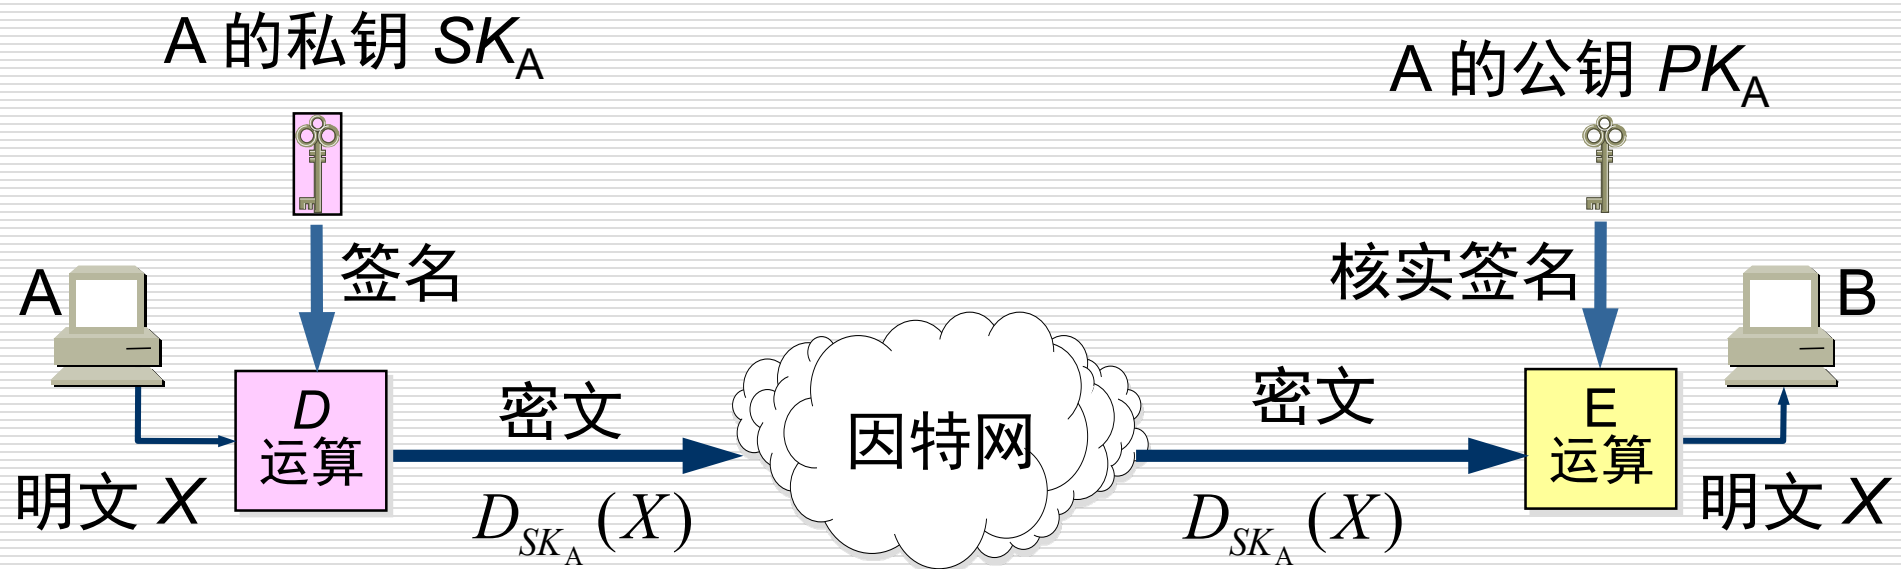 A 的私钥 SKA
A 的公钥 PKA
签名
核实签名
A
B
D
运算
密文
因特网
密文
E
运算
明文 X
DSKA(X)
DSKA(X)
明文 X